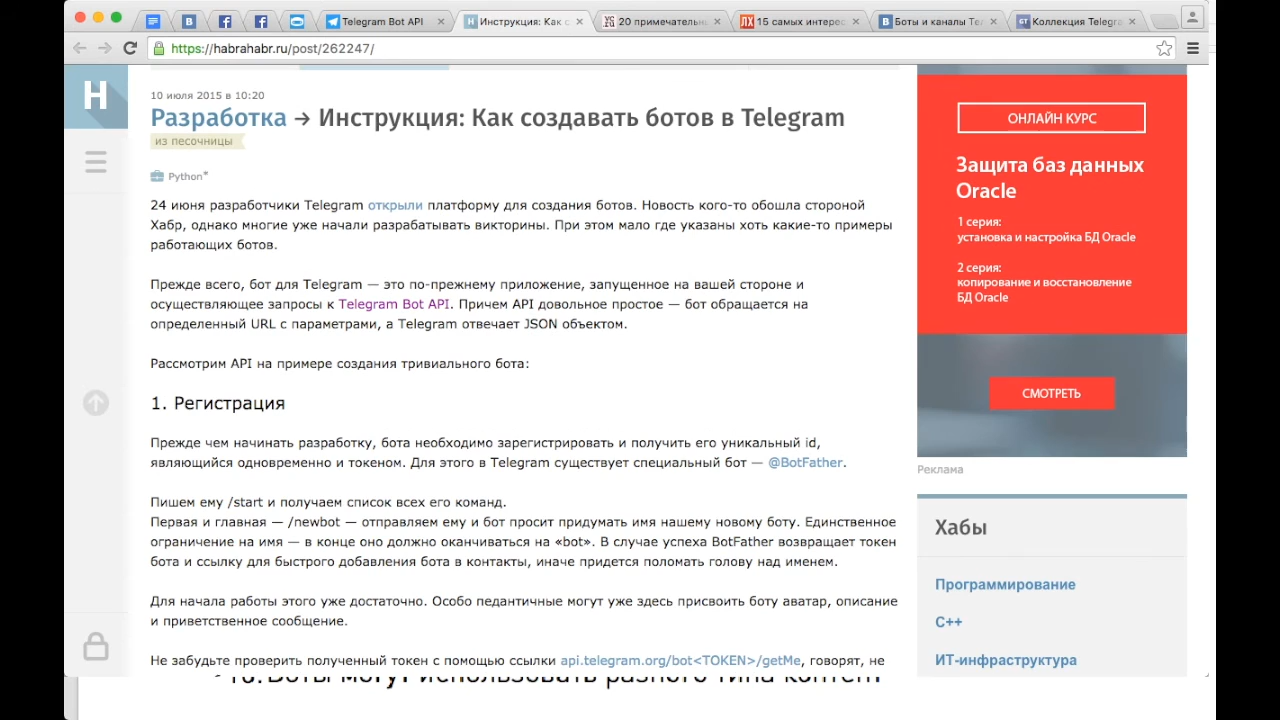 Telegram Bot API
Инструкция: Как с
20 примечательн
15 самых интере
Боты и каналы Тел
Коллекция Telegra
https://habrahabr.ru/post/262247/
H
10 июля 2015 в 10:20
Разработка → Инструкция: Как создавать ботов в Telegram
из песочницы
Python*
24 июня разработчики Telegram открыли платформу для создания ботов. Новость кого-то обошла стороной
Хабр, однако многие уже начали разрабатывать викторины. При этом мало где указаны хоть какие-то примеры
работающих ботов.
Прежде всего, бот для Telegram — это по-прежнему приложение, запущенное на вашей стороне и
осуществляющее запросы к Telegram Bot API. Причем API довольное простое — бот обращается на
определенный URL с параметрами, а Telegram отвечает JSON объектом.
Рассмотрим API на примере создания тривиального бота:
1. Регистрация
Прежде чем начинать разработку, бота необходимо зарегистрировать и получить его уникальный id,
являющийся одновременно и токеном. Для этого в Telegram существует специальный бот — @BotFather.
Пишем ему /start и получаем список всех его команд.
Первая и главная — /newbot — отправляем ему и бот просит придумать имя нашему новому боту. Единственное
ограничение на имя — в конце оно должно оканчиваться на «bot». В случае успеха BotFather возвращает токен
бота и ссылку для быстрого добавления бота в контакты, иначе придется поломать голову над именем.
Для начала работы этого уже достаточно. Особо педантичные могут уже здесь присвоить боту аватар, описание
и приветственное сообщение.
Не забудьте проверить полученный токен с помощью ссылки api.telegram.org/bot<TOKEN>/getMe, говорят, не
ОНЛАЙН КУРС
Защита баз данных
Oracle
1 серия:
установка и настройка БД Oracle
2 серия:
копирование и восстановление
БД Oracle
СМОТРЕТЬ
Реклама
Хабы
Программирование
C++
ИТ-инфраструктура
Боты могут использовать разного типа контент